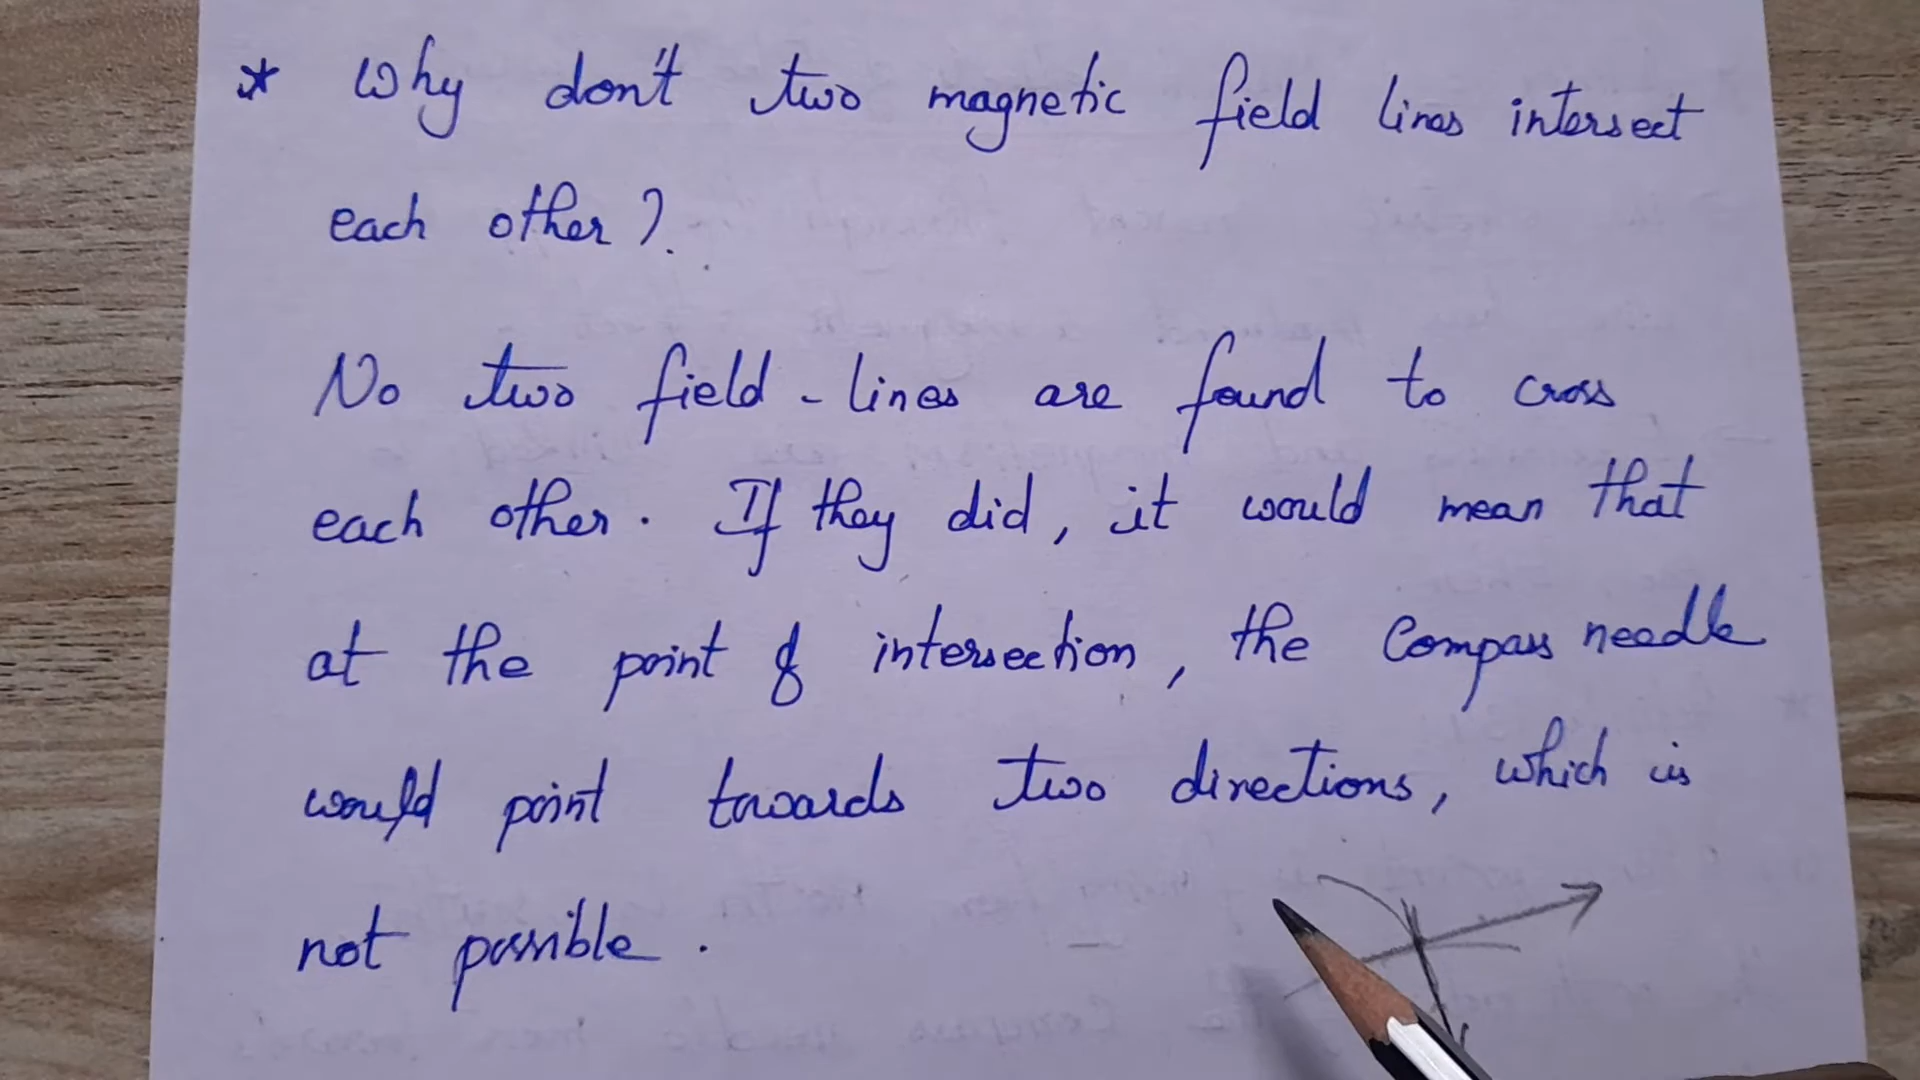 * Why don't two magnetic field lines intersect
each other ?.
No two field-lines are found to cross
each other. If they did, it would mean that
at the point of intersection, the Compass needle
would point towards two directions, which is
not possible.